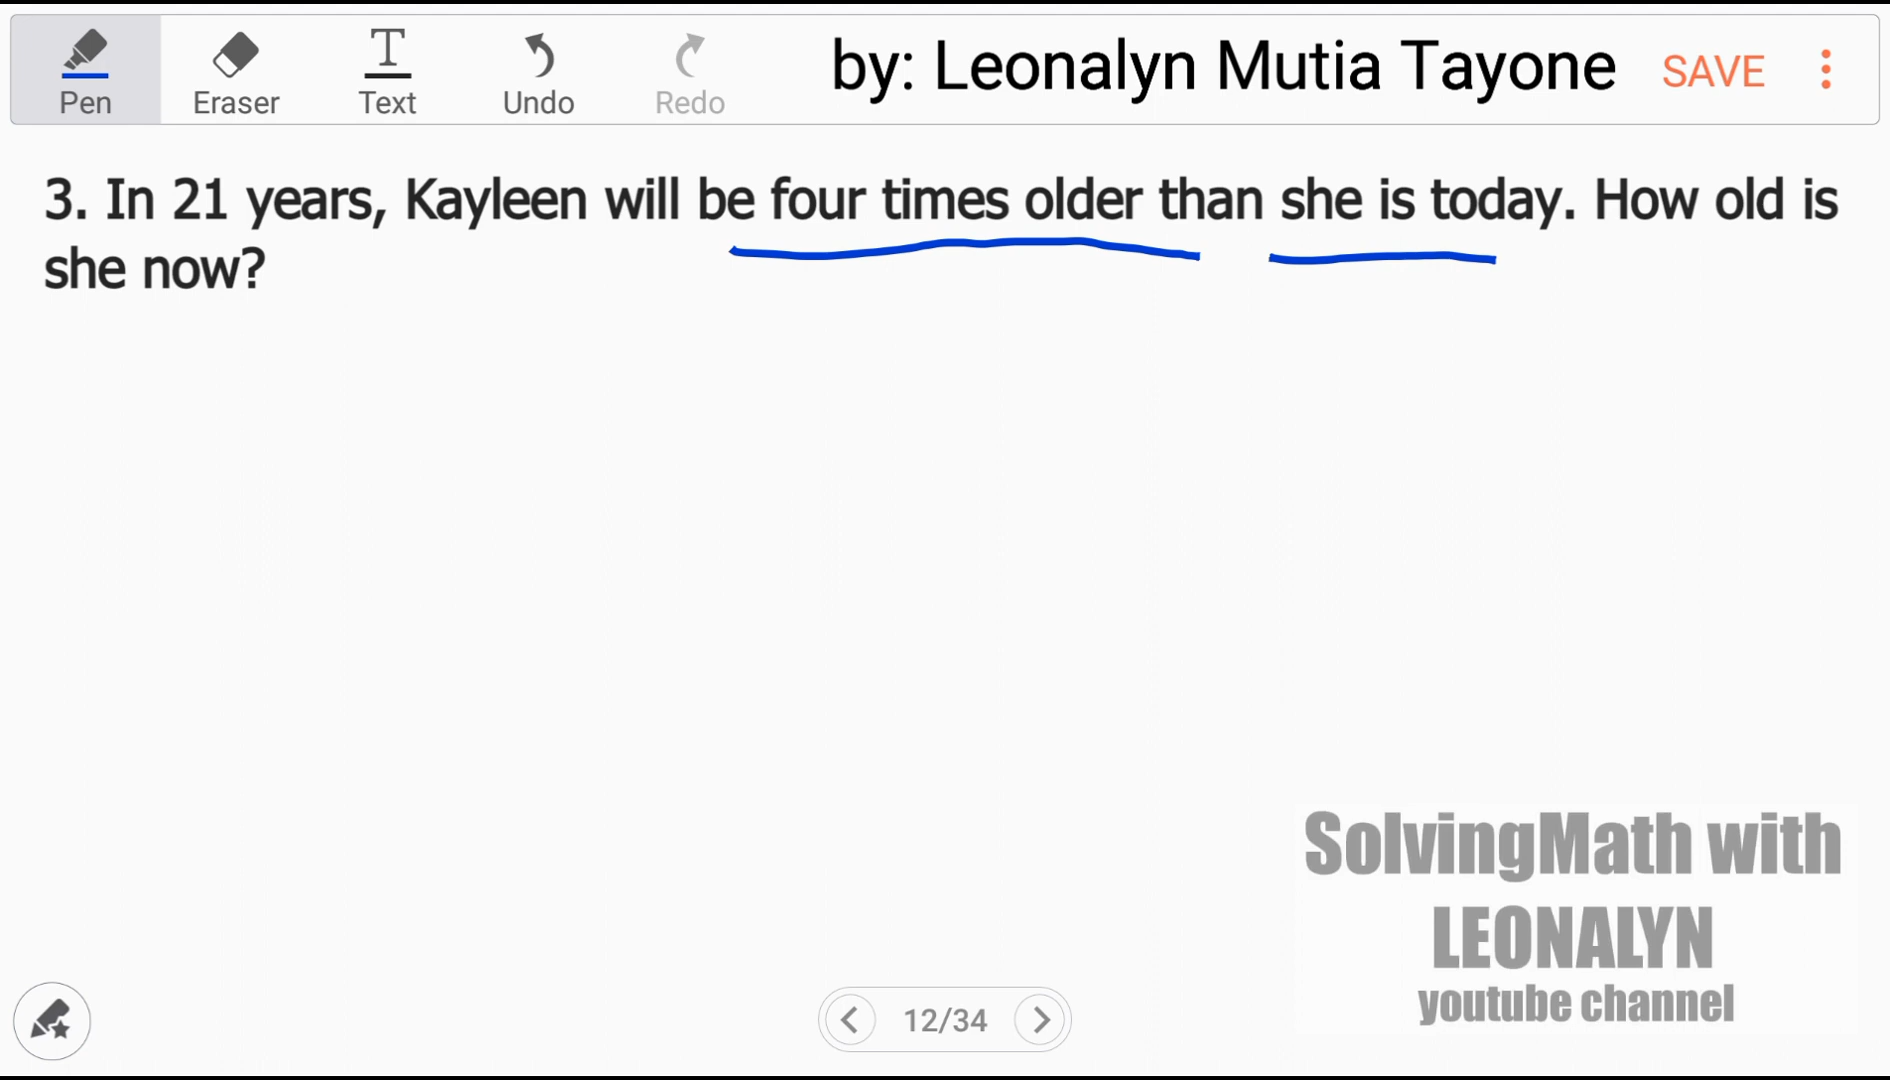 Pen Eraser Text Undo Redo by: Leonalyn Mutia Tayone SAVE
3. In 21 years, Kayleen will be four times older than she is today. How old is
she now?
SolvingMath with
LEONALYN
youtube channel
12/34